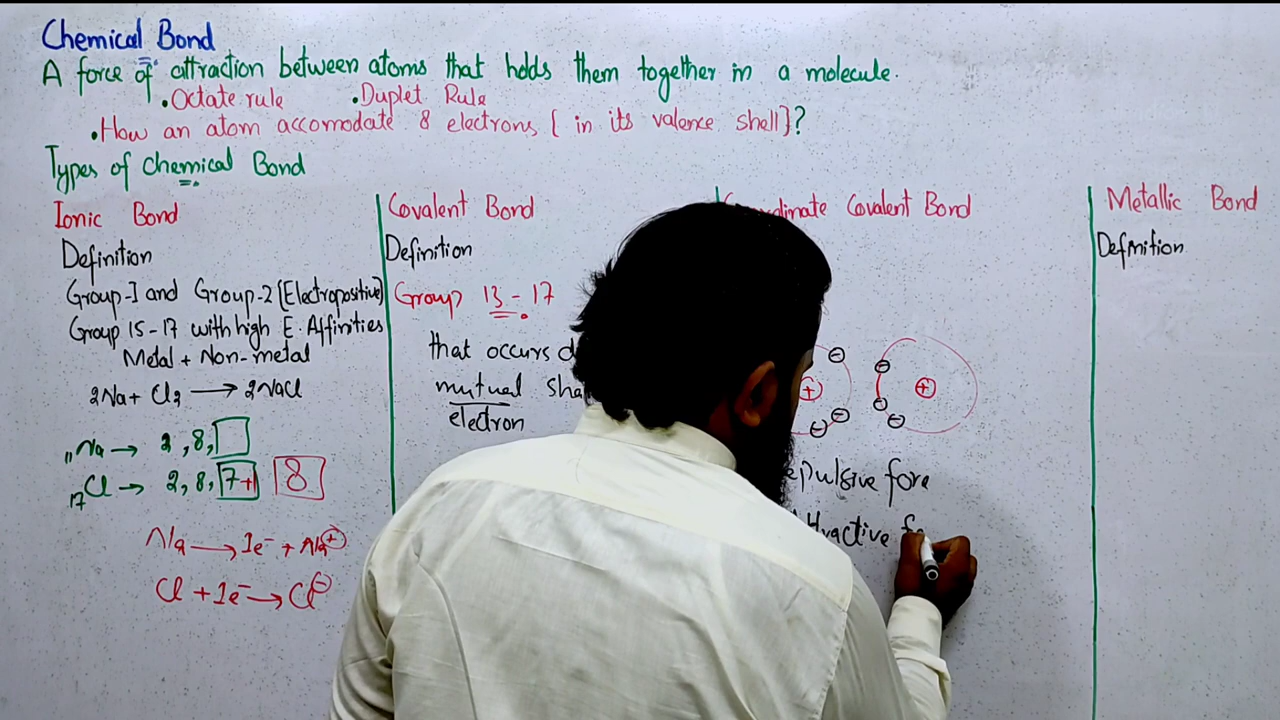 Chemical Bond
A force of attraction between atoms that holds them together in a molecule.
•Octate rule •Duplet Rule
•How an atom accomodate 8 electrons { in its valence shell}?
Types of chemical Bond
Ionic Bond
Definition
Group-I and Group-2 [Electropositive]
Group 15-17 with high E. Affinities
Metal + Non-metal
2Na + Cl2 → 2NaCl
11Na → 2,8,
17Cl → 2,8, 7+1 8
Na → 1e- + Na+
Cl + 1e- → Cl-
Covalent Bond
Definition
Group 13-17
that occurs
mutual
electron
Covalent Bond
+ +
fore
Metallic Bond
Definition